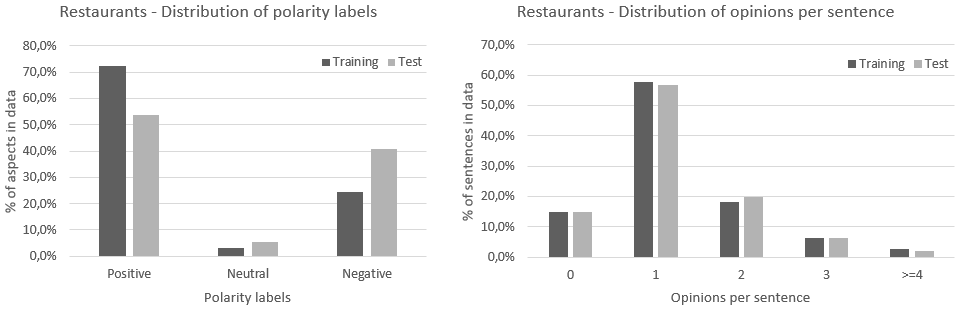 Restaurants - Distribution of polarity labels
% of aspects in data
80,0%
70,0%
60,0%
50,0%
40,0%
30,0%
20,0%
10,0%
0,0%
Training Test
Positive Neutral Negative
Polarity labels
Restaurants - Distribution of opinions per sentence
% of sentences in data
70,0%
60,0%
50,0%
40,0%
30,0%
20,0%
10,0%
0,0%
Training Test
0 1 2 3 >=4
Opinions per sentence